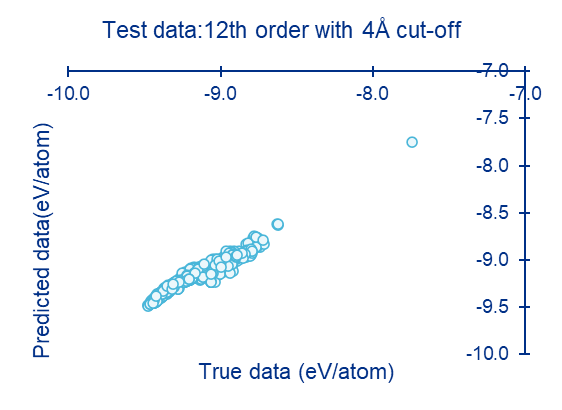 Test data:12th order with 4Å cut-off
-10.0 -9.0 -8.0 -7.0
-7.0
-7.5
-8.0
-8.5
-9.0
-9.5
-10.0
Predicted data(eV/atom)
True data (eV/atom)